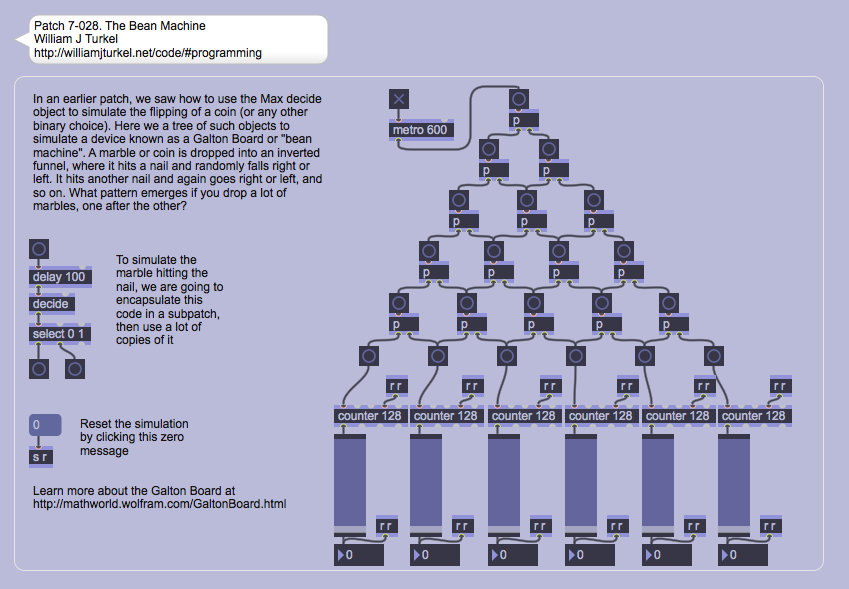 Patch 7-028. The Bean Machine
William J Turkel
http://williamjturkel.net/code/#programming
In an earlier patch, we saw how to use the Max decide
object to simulate the flipping of a coin (or any other
binary choice). Here we a tree of such objects to
simulate a device known as a Galton Board or "bean
machine". A marble or coin is dropped into an inverted
funnel, where it hits a nail and randomly falls right or
left. It hits another nail and again goes right or left, and
so on. What pattern emerges if you drop a lot of
marbles, one after the other?
metro 600
p
p p
p p p
p p p p
p p p p p
delay 100
decide
select 0 1
To simulate the
marble hitting the
nail, we are going to
encapsulate this
code in a subpatch,
then use a lot of
copies of it
r r r r r r r r r r r r
counter 128 counter 128 counter 128 counter 128 counter 128 counter 128
0
s r
Reset the simulation
by clicking this zero
message
Learn more about the Galton Board at
http://mathworld.wolfram.com/GaltonBoard.html
r r r r r r r r r r r r
0 0 0 0 0 0